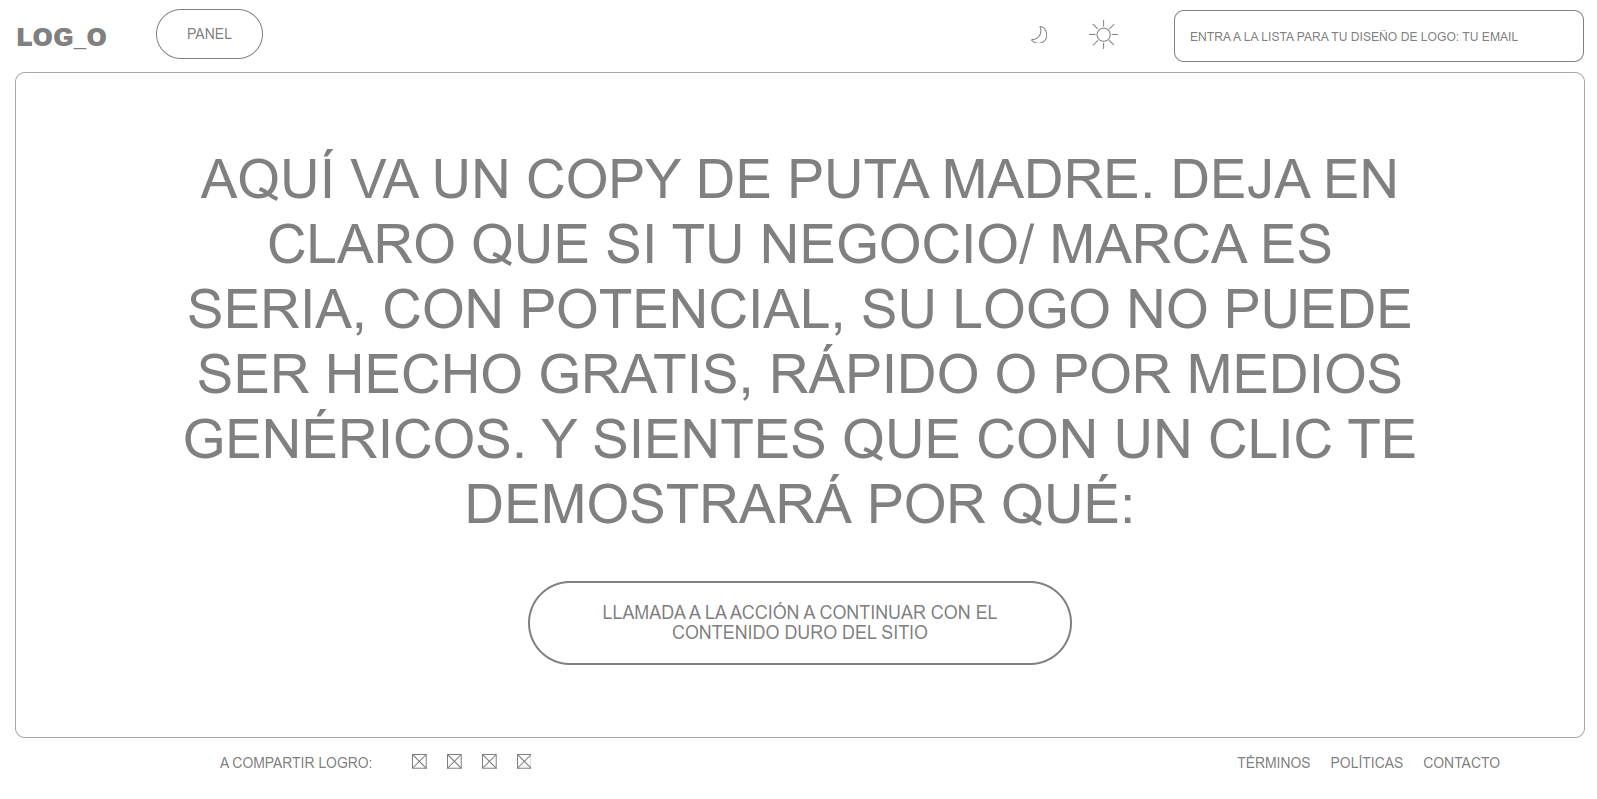 LOG_O
PANEL
ENTRA A LA LISTA PARA TU DISEÑO DE LOGO: TU EMAIL
AQUÍ VA UN COPY DE PUTA MADRE. DEJA EN
CLARO QUE SI TU NEGOCIO/ MARCA ES
SERIA, CON POTENCIAL, SU LOGO NO PUEDE
SER HECHO GRATIS, RÁPIDO O POR MEDIOS
GENÉRICOS. Y SIENTES QUE CON UN CLIC TE
DEMOSTRARÁ POR QUÉ:
LLAMADA A LA ACCIÓN A CONTINUAR CON EL
CONTENIDO DURO DEL SITIO
A COMPARTIR LOGRO:
TÉRMINOS
POLÍTICAS
CONTACTO